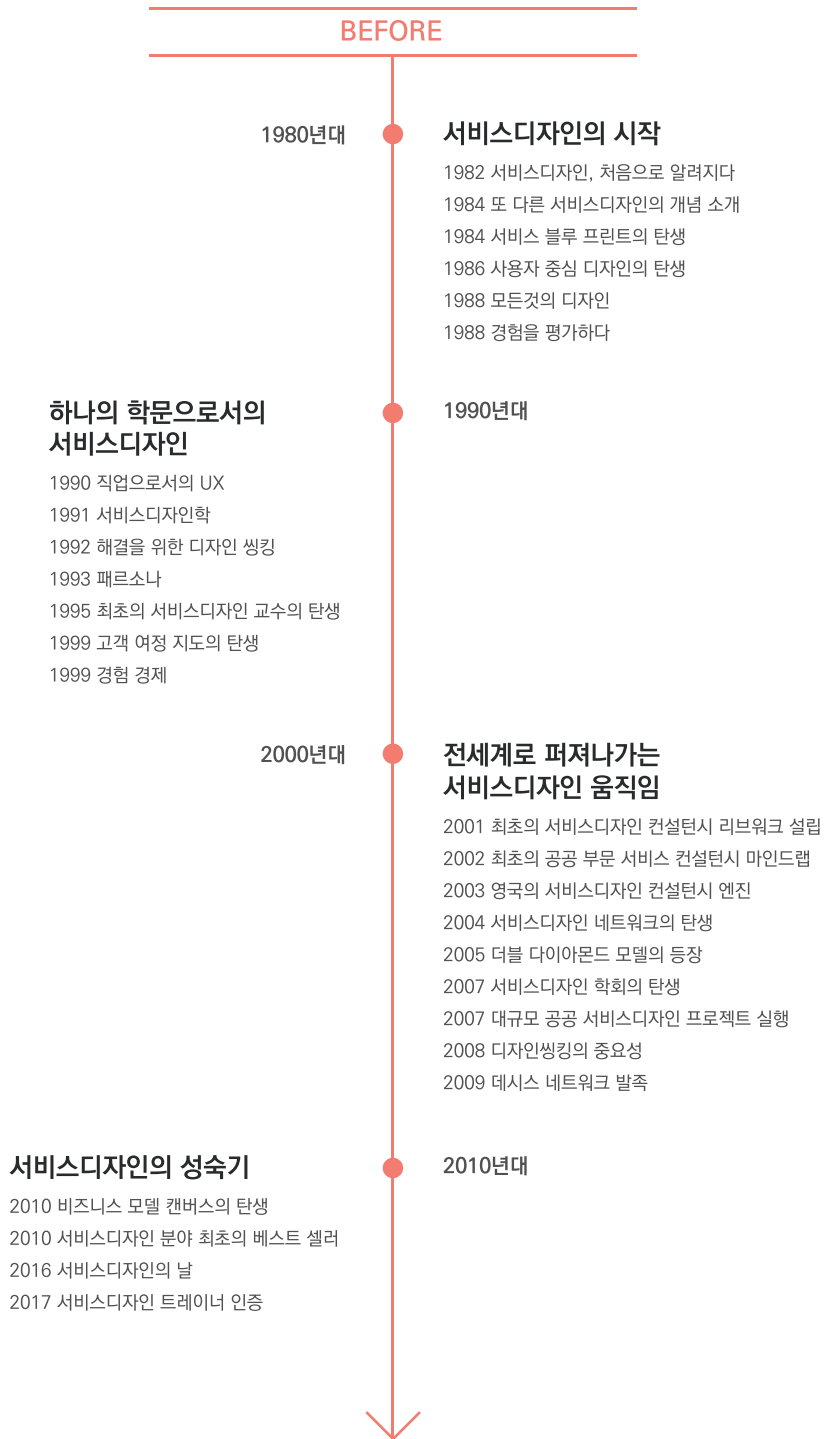 BEFORE
1980년대
서비스디자인의 시작
1982 서비스디자인, 처음으로 알려지다
1984 또 다른 서비스디자인의 개념 소개
1984 서비스 블루 프린트의 탄생
1986 사용자 중심 디자인의 탄생
1988 모든것의 디자인
1988 경험을 평가하다
1990년대
하나의 학문으로서의
서비스디자인
1990 직업으로서의 UX
1991 서비스디자인학
1992 해결을 위한 디자인 씽킹
1993 패르소나
1995 최초의 서비스디자인 교수의 탄생
1999 고객 여정 지도의 탄생
1999 경험 경제
2000년대
전세계로 퍼져나가는
서비스디자인 움직임
2001 최초의 서비스디자인 컨설턴시 리브워크 설립
2002 최초의 공공 부문 서비스 컨설턴시 마인드랩
2003 영국의 서비스디자인 컨설턴시 엔진
2004 서비스디자인 네트워크의 탄생
2005 더블 다이아몬드 모델의 등장
2007 서비스디자인 학회의 탄생
2007 대규모 공공 서비스디자인 프로젝트 실행
2008 디자인씽킹의 중요성
2009 데시스 네트워크 발족
2010년대
서비스디자인의 성숙기
2010 비즈니스 모델 캔버스의 탄생
2010 서비스디자인 분야 최초의 베스트 셀러
2016 서비스디자인의 날
2017 서비스디자인 트레이너 인증